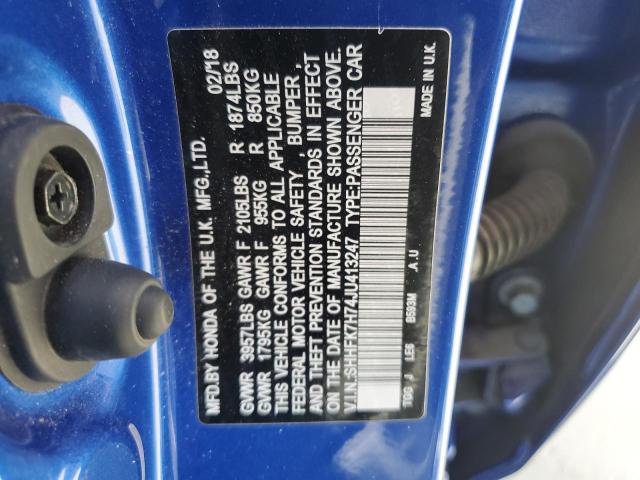 MFD.BY HONDA OF THE U.K. MFG.,LTD. 02/18
GVWR 3957LBS GAWR F 2105LBS R 1874LBS
GVWR 1795KG GAWR F 955KG R 850KG
THIS VEHICLE CONFORMS TO ALL APPLICABLE
FEDERAL MOTOR VEHICLE SAFETY , BUMPER ,
AND THEFT PREVENTION STANDARDS IN EFFECT
ON THE DATE OF MANUFACTURE SHOWN ABOVE.
V.I.N.:SHHFK7H74JU413247 TYPE:PASSENGER CAR
TGG J LE6 B593M .A .U MADE IN U.K.